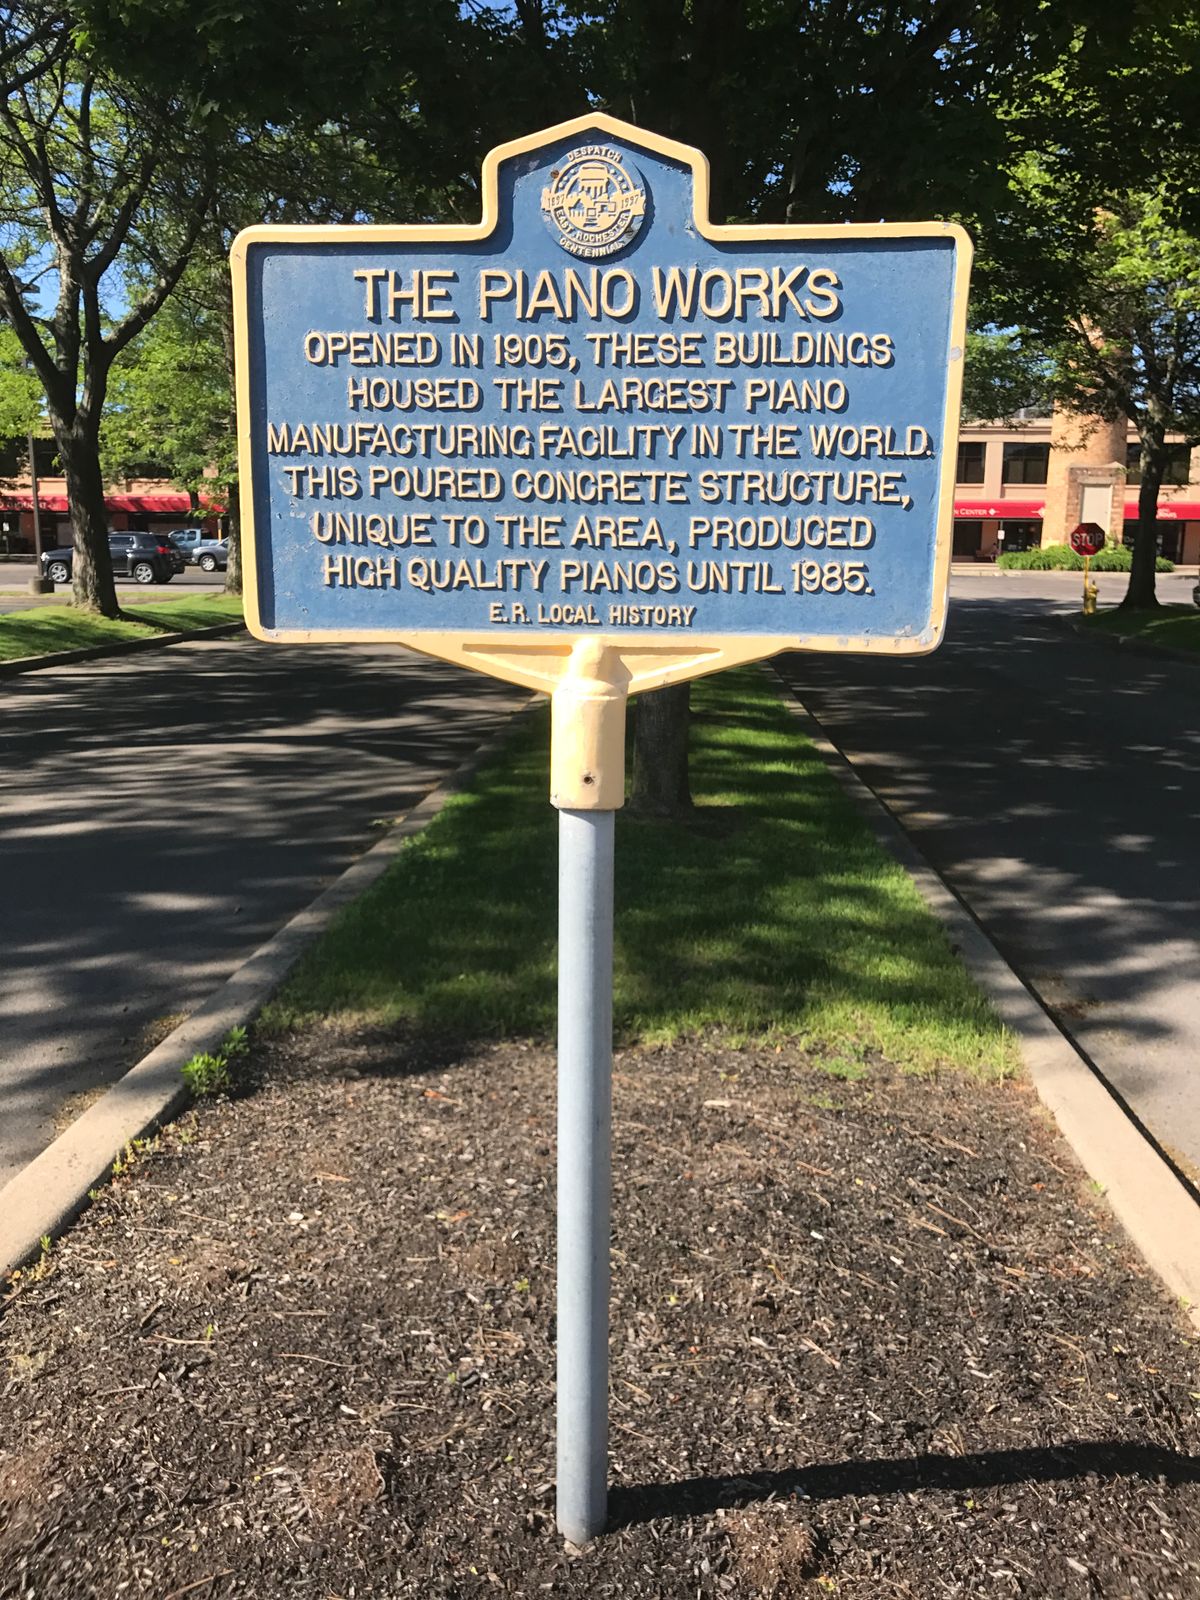 DESPATCH
1897 1997
EAST ROCHESTER
CENTENNIAL
THE PIANO WORKS
OPENED IN 1905, THESE BUILDINGS
HOUSED THE LARGEST PIANO
MANUFACTURING FACILITY IN THE WORLD.
THIS POURED CONCRETE STRUCTURE,
UNIQUE TO THE AREA, PRODUCED
HIGH QUALITY PIANOS UNTIL 1985.
E.R. LOCAL HISTORY
STOP